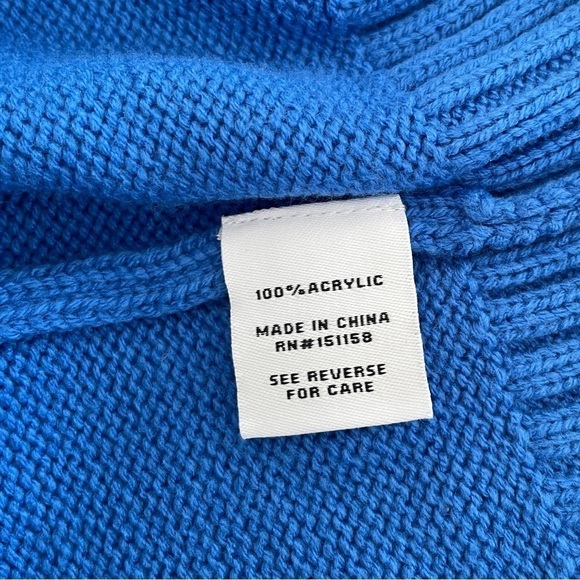 100% ACRYLIC
MADE IN CHINA
RN#151158
SEE REVERSE
FOR CARE